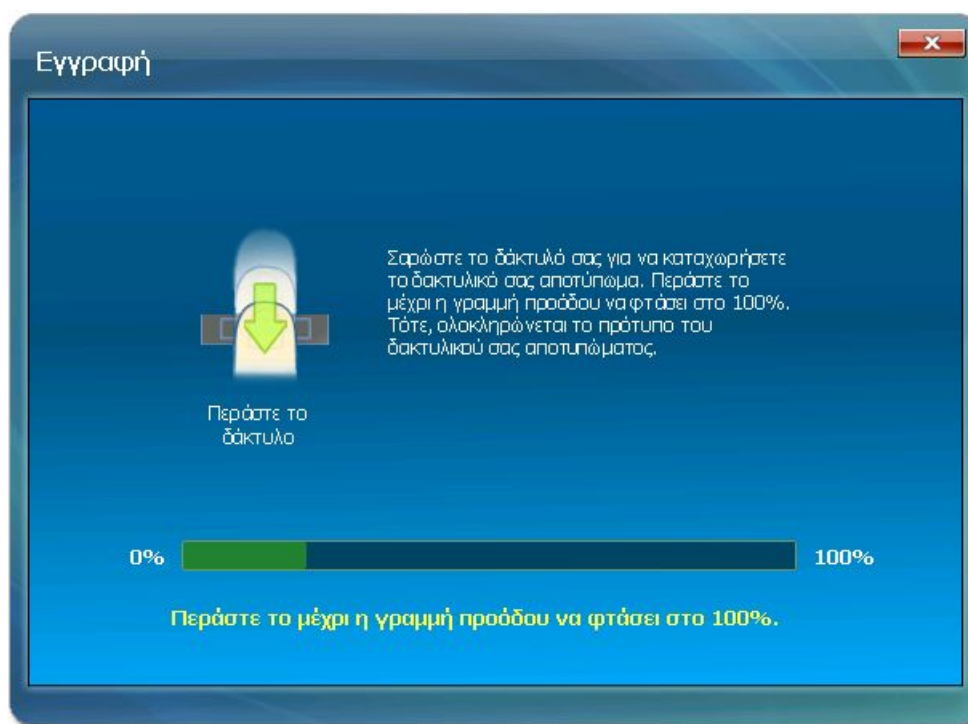 Εγγραφή
Σαρώστε το δάκτυλό σας για να καταχωρήσετε
το δακτυλικό σας αποτύπωμα. Περάστε το
μέχρι η γραμμή προόδου να φτάσει στο 100%.
Τότε, ολοκληρώνεται το πρότυπο του
δακτυλικού σας αποτυπώματος.
Περάστε το
δάκτυλο
0% 100%
Περάστε το μέχρι η γραμμή προόδου να φτάσει στο 100%.